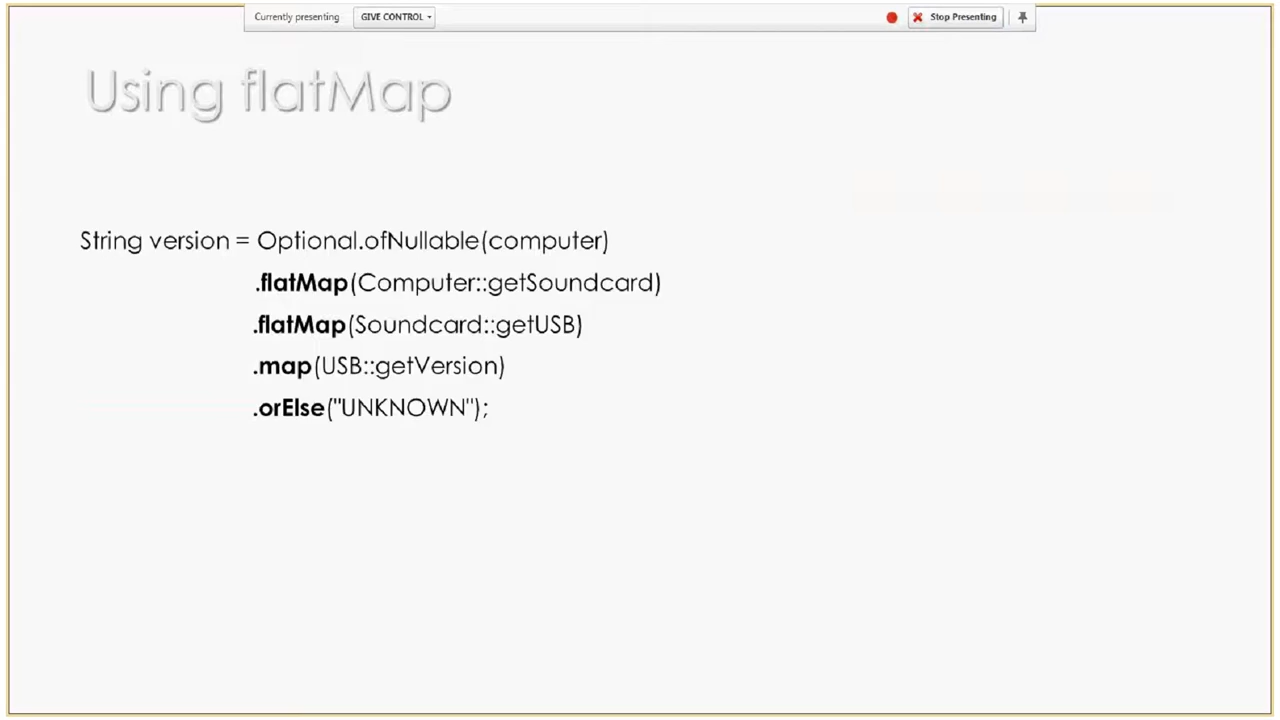 Currently presenting GIVE CONTROL Stop Presenting
Using flatMap
String version = Optional.ofNullable(computer)
.flatMap(Computer::getSoundcard)
.flatMap(Soundcard::getUSB)
.map(USB::getVersion)
.orElse("UNKNOWN");